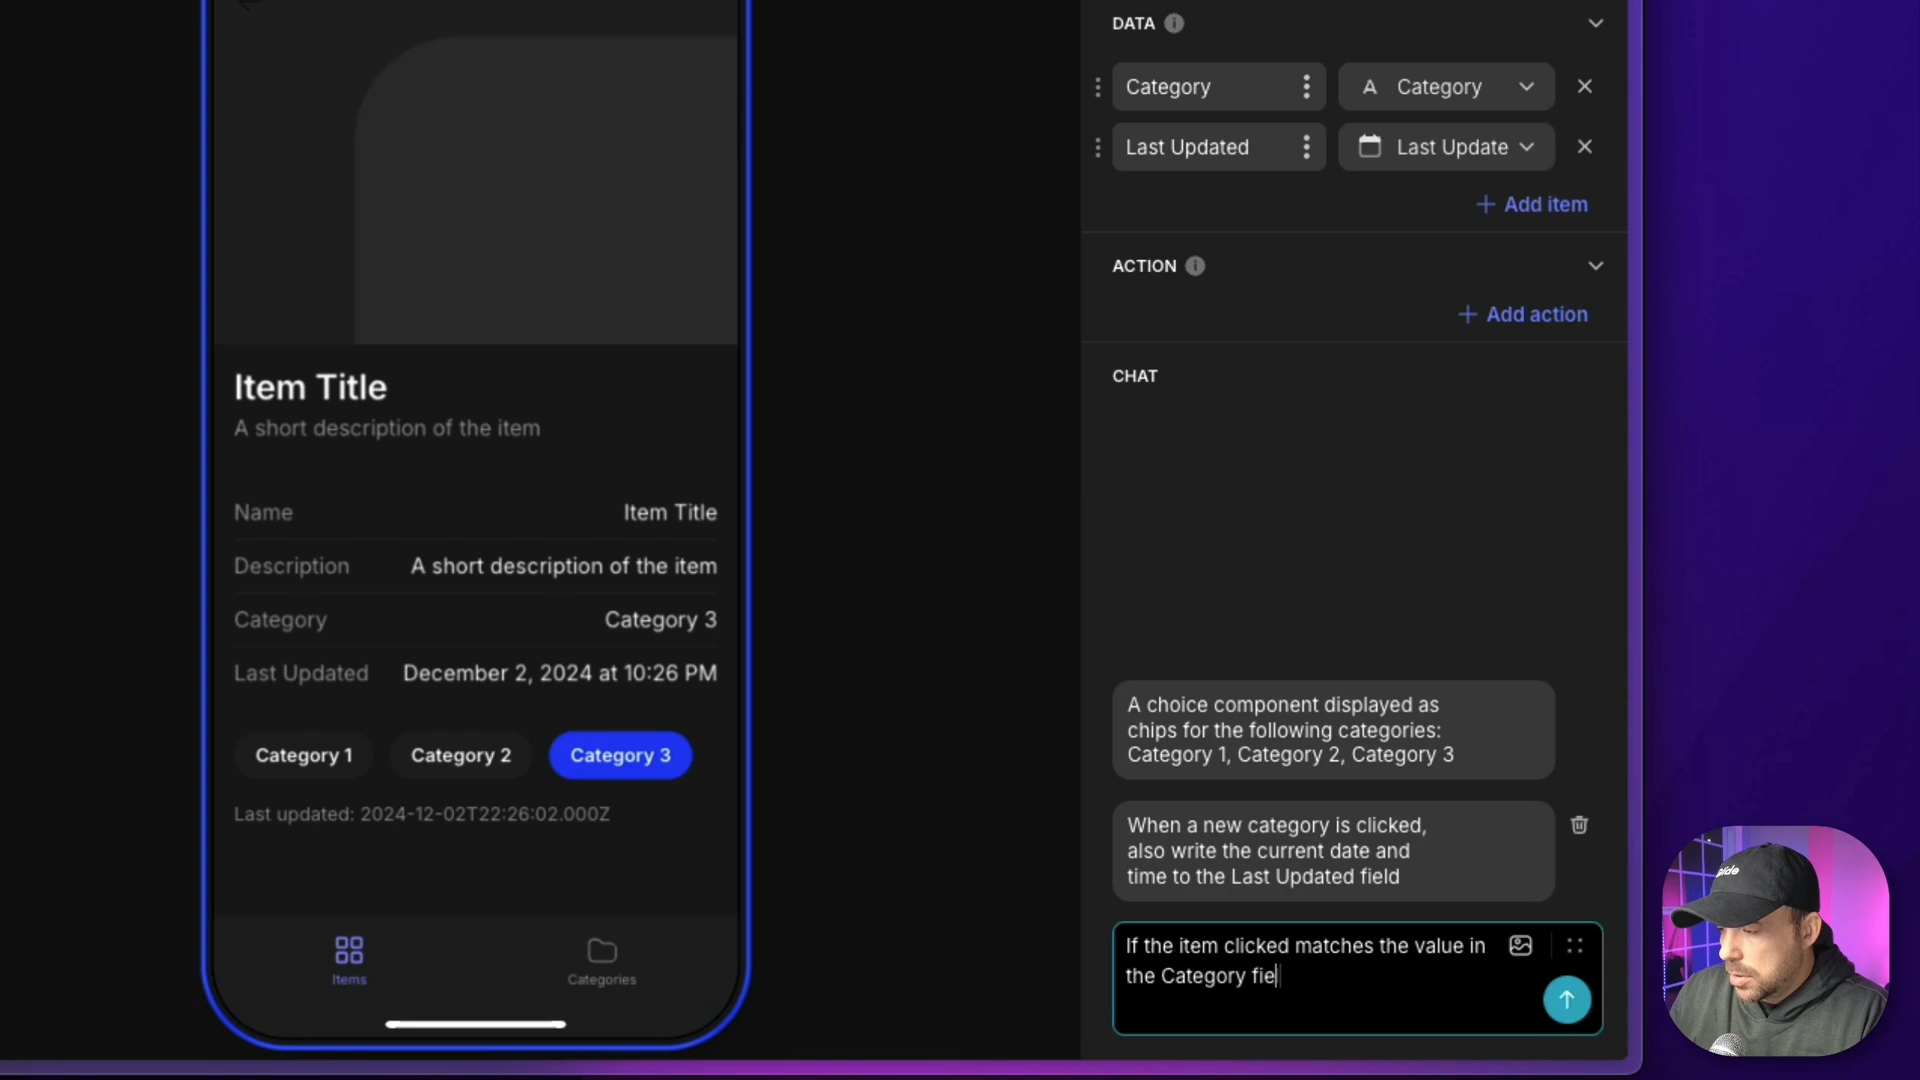 DATA
Category
A Category
Last Updated
Last Update
+ Add item
ACTION
+ Add action
CHAT
Item Title
A short description of the item
Name
Item Title
Description
A short description of the item
Category
Category 3
Last Updated
December 2, 2024 at 10:26 PM
Category 1
Category 2
Category 3
Last updated: 2024-12-02T22:26:02.000Z
Items
Categories
A choice component displayed as
chips for the following categories:
Category 1, Category 2, Category 3
When a new category is clicked,
also write the current date and
time to the Last Updated field
If the item clicked matches the value in
the Category fie